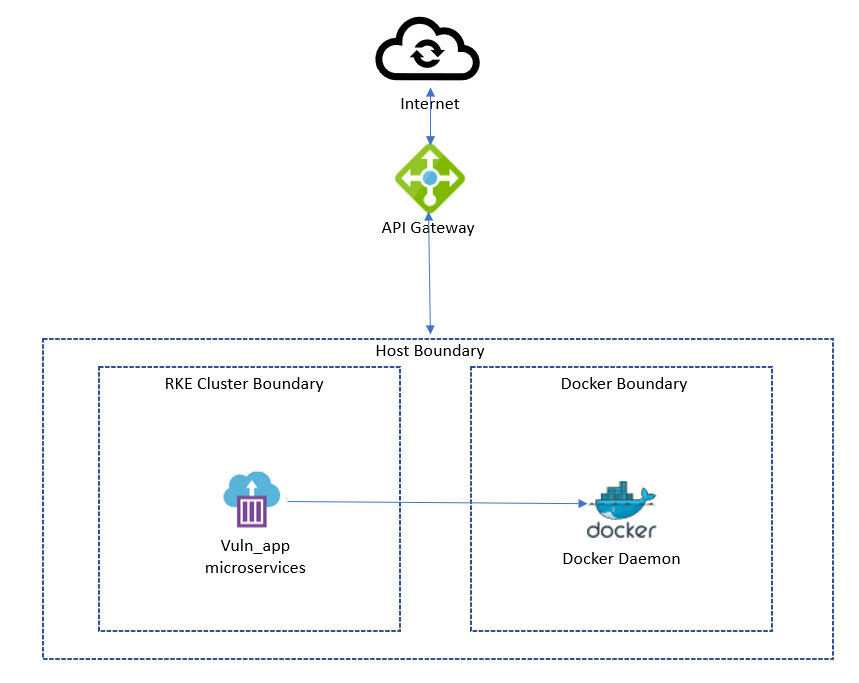 Internet
API Gateway
Host Boundary
RKE Cluster Boundary
Docker Boundary
Vuln_app
microservices
docker
Docker Daemon